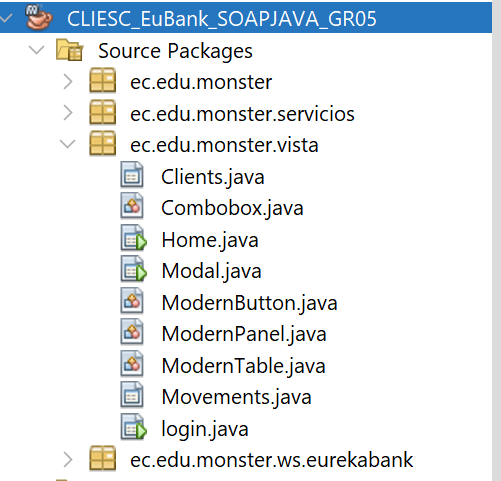 CLIESC_EuBank_SOAPJAVA_GR05
Source Packages
ec.edu.monster
ec.edu.monster.servicios
ec.edu.monster.vista
Clients.java
Combobox.java
Home.java
Modal.java
ModernButton.java
ModernPanel.java
ModernTable.java
Movements.java
login.java
ec.edu.monster.ws.eurekabank